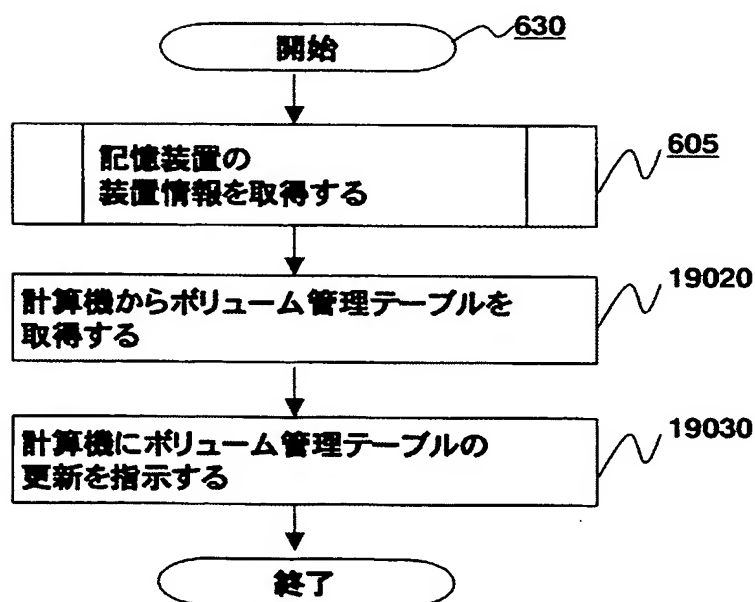 開始
630
記憶装置の
装置情報を取得する
605
計算機からボリューム管理テーブルを
取得する
19020
計算機にボリューム管理テーブルの
更新を指示する
19030
終了